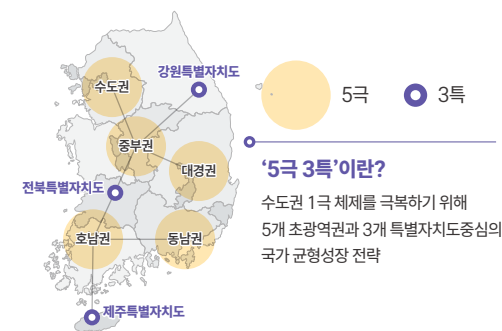 강원특별자치도
수도권
5극
3특
중부권
대경권
전북특별자치도
호남권
동남권
제주특별자치도
‘5극 3특’이란?
수도권 1극 체제를 극복하기 위해
5개 초광역권과 3개 특별자치도중심의
국가 균형성장 전략